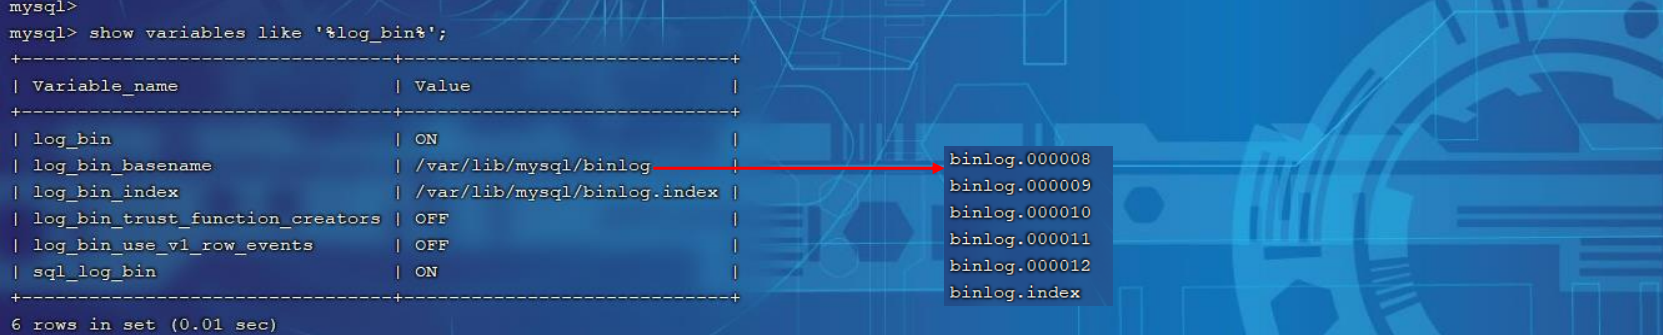 mysql>
mysql> show variables like '%log_bin%';
+---------------------------------+----------------------------+
| Variable_name | Value |
+---------------------------------+----------------------------+
| log_bin | ON |
| log_bin_basename | /var/lib/mysql/binlog |
| log_bin_index | /var/lib/mysql/binlog.index |
| log_bin_trust_function_creators | OFF |
| log_bin_use_v1_row_events | OFF |
| sql_log_bin | ON |
+---------------------------------+----------------------------+
6 rows in set (0.01 sec)
binlog.000008
binlog.000009
binlog.000010
binlog.000011
binlog.000012
binlog.index